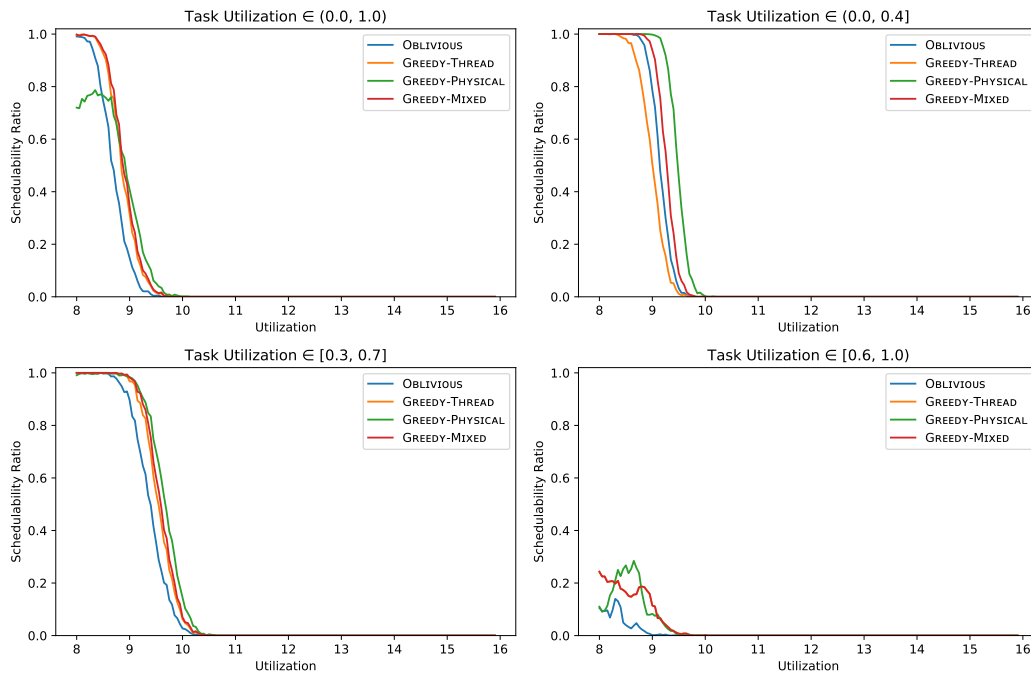 Task Utilization ∈ (0.0, 1.0)
Schedulability Ratio
1.0
0.8
0.6
0.4
0.2
0.0
8 9 10 11 12 13 14 15 16
Utilization
Oblivious
Greedy-Thread
Greedy-Physical
Greedy-Mixed
Task Utilization ∈ (0.0, 0.4]
Schedulability Ratio
1.0
0.8
0.6
0.4
0.2
0.0
8 9 10 11 12 13 14 15 16
Utilization
Oblivious
Greedy-Thread
Greedy-Physical
Greedy-Mixed
Task Utilization ∈ [0.3, 0.7]
Schedulability Ratio
1.0
0.8
0.6
0.4
0.2
0.0
8 9 10 11 12 13 14 15 16
Utilization
Oblivious
Greedy-Thread
Greedy-Physical
Greedy-Mixed
Task Utilization ∈ [0.6, 1.0)
Schedulability Ratio
1.0
0.8
0.6
0.4
0.2
0.0
8 9 10 11 12 13 14 15 16
Utilization
Oblivious
Greedy-Thread
Greedy-Physical
Greedy-Mixed